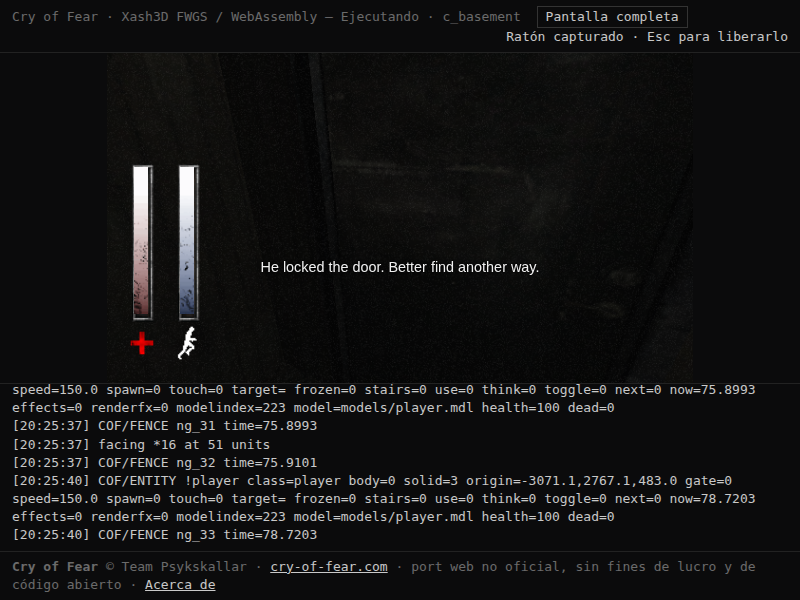 Cry of Fear · Xash3D FWGS / WebAssembly — Ejecutando · c_basement
Pantalla completa
Ratón capturado · Esc para liberarlo
He locked the door. Better find another way.
speed=150.0 spawn=0 touch=0 target= frozen=0 stairs=0 use=0 think=0 toggle=0 next=0 now=75.8993
effects=0 renderfx=0 modelindex=223 model=models/player.mdl health=100 dead=0
[20:25:37] COF/FENCE ng_31 time=75.8993
[20:25:37] facing *16 at 51 units
[20:25:37] COF/FENCE ng_32 time=75.9101
[20:25:40] COF/ENTITY !player class=player body=0 solid=3 origin=-3071.1,2767.1,483.0 gate=0
speed=150.0 spawn=0 touch=0 target= frozen=0 stairs=0 use=0 think=0 toggle=0 next=0 now=78.7203
effects=0 renderfx=0 modelindex=223 model=models/player.mdl health=100 dead=0
[20:25:40] COF/FENCE ng_33 time=78.7203
Cry of Fear © Team Psykskallar · cry-of-fear.com · port web no oficial, sin fines de lucro y de
código abierto · Acerca de